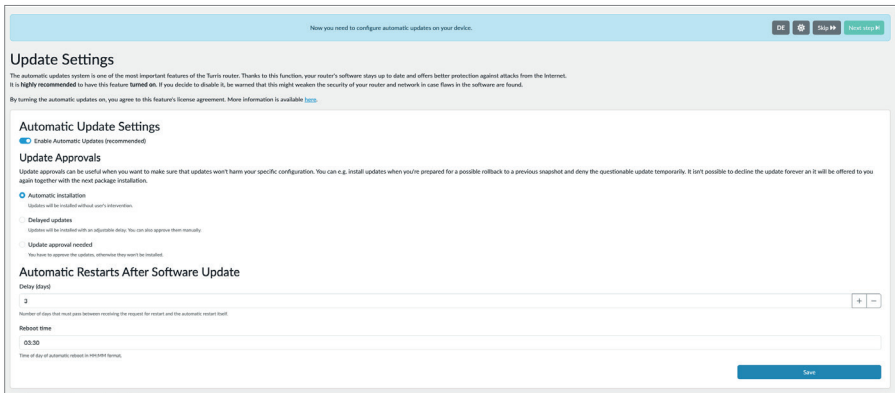 Now you need to configure automatic updates on your device.
DE
Skip
Next step
Update Settings
The automatic updates system is one of the most important features of the Turris router. Thanks to this function, your router's software stays up to date and offers better protection against attacks from the Internet.
It is highly recommended to have this feature turned on. If you decide to disable it, be warned that this might weaken the security of your router and network in case flaws in the software are found.
By turning the automatic updates on, you agree to this feature's license agreement. More information is available here.
Automatic Update Settings
Enable Automatic Updates (recommended)
Update Approvals
Update approvals can be useful when you want to make sure that updates won't harm your specific configuration. You can e.g. install updates when you're prepared for a possible rollback to a previous snapshot and deny the questionable update temporarily. It isn't possible to decline the update forever an it will be offered to you
again together with the next package installation.
Automatic installation
Updates will be installed without user's intervention.
Delayed updates
Updates will be installed with an adjustable delay. You can also approve them manually.
Update approval needed
You have to approve the updates, otherwise they won't be installed.
Automatic Restarts After Software Update
Delay (days)
3
Number of days that must pass between receiving the request for restart and the automatic restart itself.
Reboot time
03:30
Time of day of automatic reboot in HH:MM format.
Save